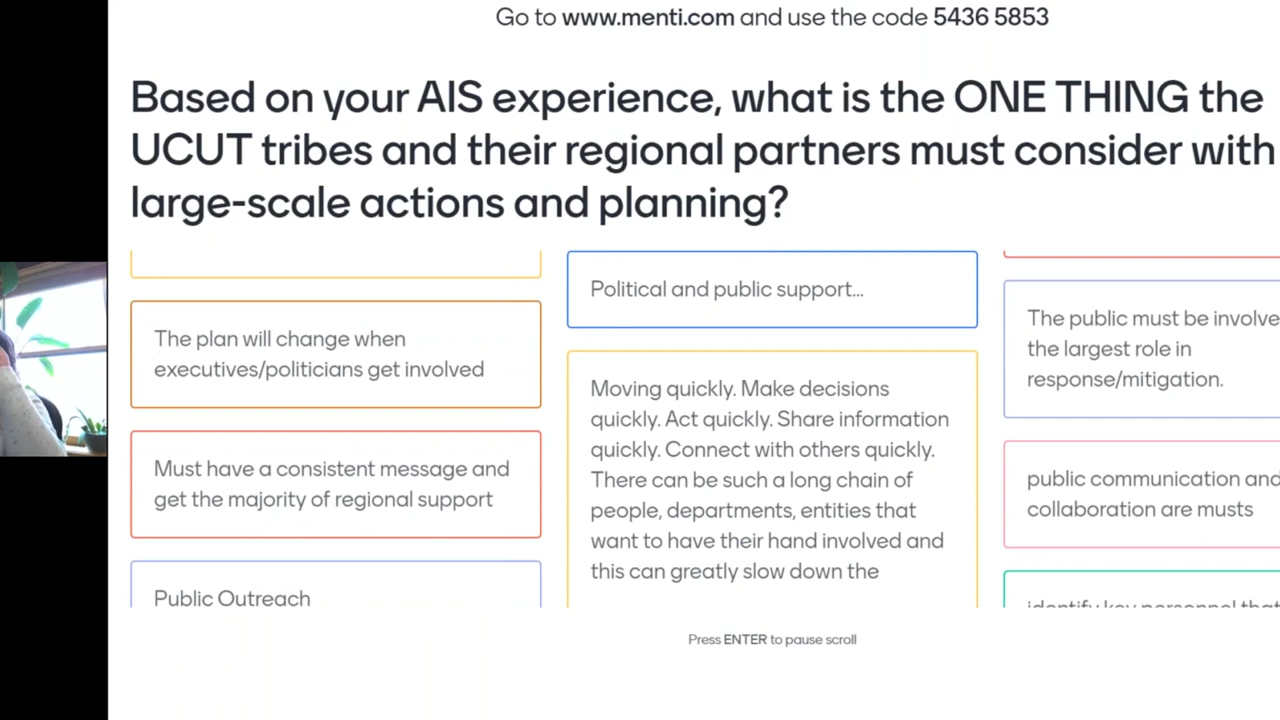 Go to www.menti.com and use the code 5436 5853
Based on your AIS experience, what is the ONE THING the
UCUT tribes and their regional partners must consider with
large-scale actions and planning?
The plan will change when
executives/politicians get involved
Must have a consistent message and
get the majority of regional support
Public Outreach
Political and public support...
Moving quickly. Make decisions
quickly. Act quickly. Share information
quickly. Connect with others quickly.
There can be such a long chain of
people, departments, entities that
want to have their hand involved and
this can greatly slow down the
The public must be involve
the largest role in
response/mitigation.
public communication and
collaboration are musts
identify key personnel that
Press ENTER to pause scroll